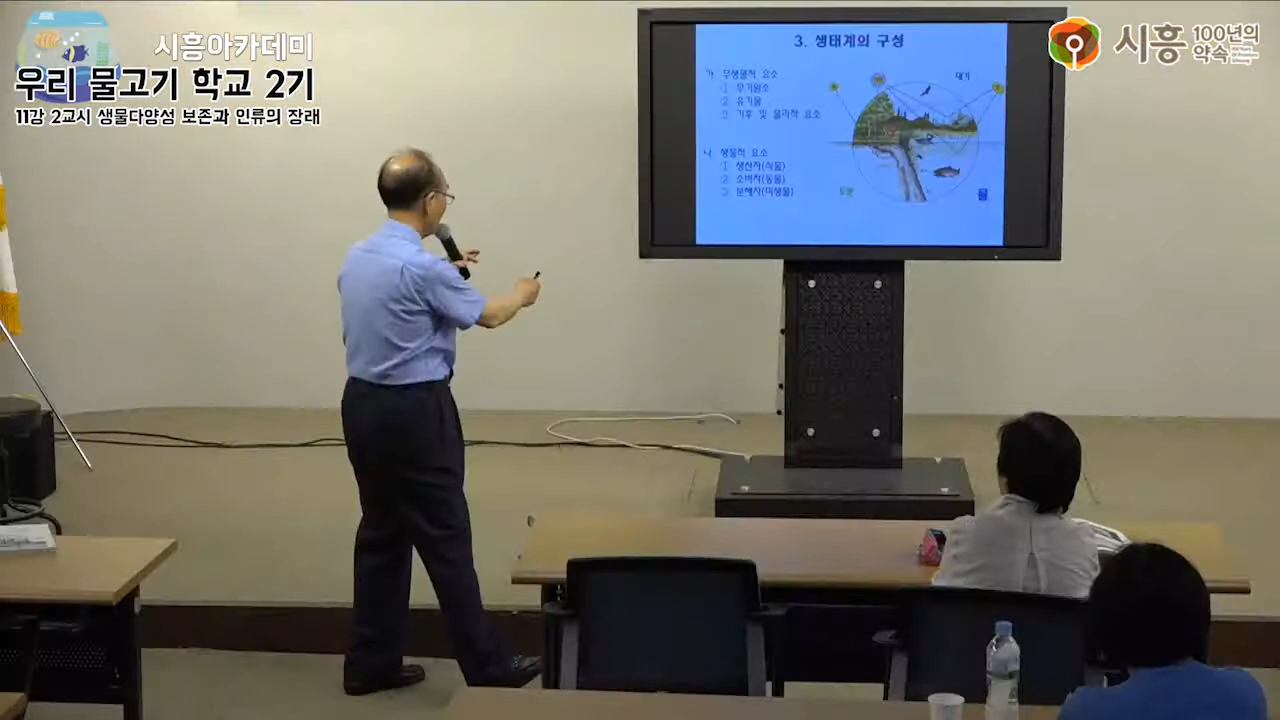 시흥아카데미
우리 물고기 학교 2기
11강 2교시 생물다양성 보존과 인류의 장래
시흥 100년의
약속
3. 생태계의 구성
가. 무생물적 요소
① 무기원소
② 유기물
③ 기후 및 물리적 요소
나. 생물적 요소
① 생산자(식물)
② 소비자(동물)
③ 분해자(미생물)
대기
토양
물